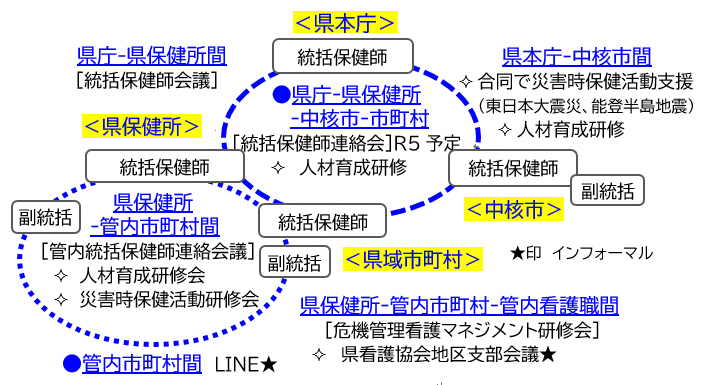 ＜県本庁＞
統括保健師
県庁-県保健所間
[統括保健師会議]
県本庁-中核市間
✧ 合同で災害時保健活動支援
（東日本大震災、能登半島地震）
✧ 人材育成研修
●県庁-県保健所
-中核市-市町村
[統括保健師連絡会]R5 予定
✧ 人材育成研修
＜県保健所＞
統括保健師
副統括
統括保健師
副統括
＜中核市＞
県保健所
-管内市町村間
[管内統括保健師連絡会議]
✧ 人材育成研修会
✧ 災害時保健活動研修会
統括保健師
副統括
＜県域市町村＞
★印 インフォーマル
県保健所-管内市町村-管内看護職間
[危機管理看護マネジメント研修会]
✧ 県看護協会地区支部会議★
●管内市町村間 LINE★